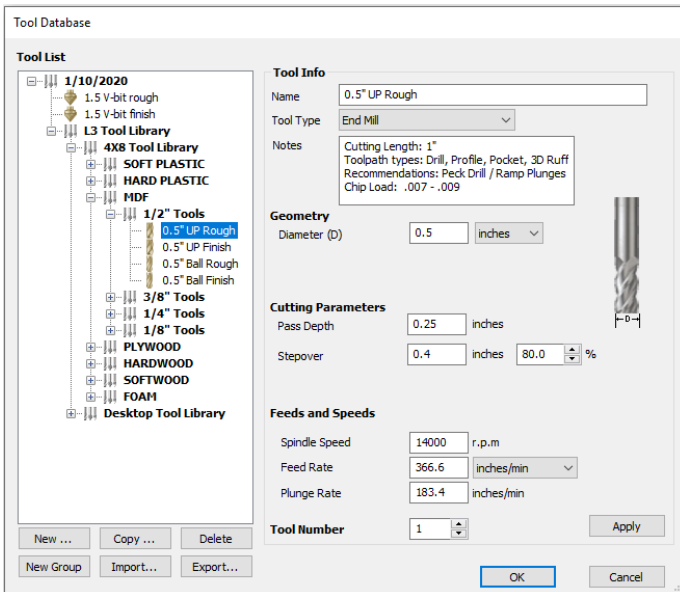 Tool Database
Tool List
1/10/2020
1.5 V-bit rough
1.5 V-bit finish
L3 Tool Library
4X8 Tool Library
SOFT PLASTIC
HARD PLASTIC
MDF
1/2" Tools
0.5" UP Rough
0.5" UP Finish
0.5" Ball Rough
0.5" Ball Finish
3/8" Tools
1/4" Tools
1/8" Tools
PLYWOOD
HARDWOOD
SOFTWOOD
FOAM
Desktop Tool Library
New ... Copy ... Delete
New Group Import... Export...
Tool Info
Name 0.5" UP Rough
Tool Type End Mill
Notes Cutting Length: 1"
Toolpath types: Drill, Profile, Pocket, 3D Ruff
Recommendations: Peck Drill / Ramp Plunges
Chip Load: .007 - .009
Geometry
Diameter (D) 0.5 inches
D
Cutting Parameters
Pass Depth 0.25 inches
Stepover 0.4 inches 80.0 %
Feeds and Speeds
Spindle Speed 14000 r.p.m
Feed Rate 366.6 inches/min
Plunge Rate 183.4 inches/min
Tool Number 1 Apply
OK Cancel